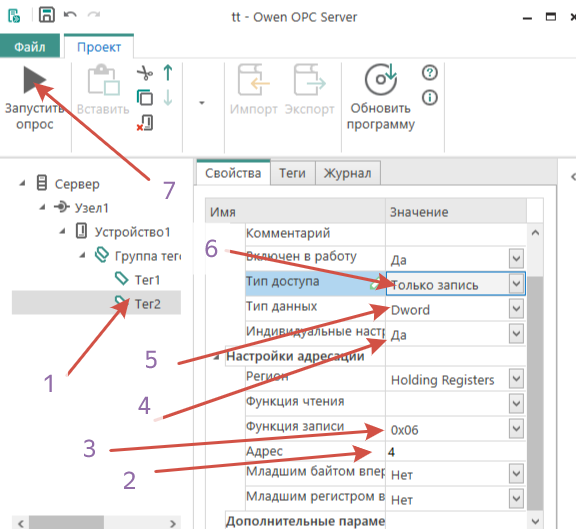 tt - Owen OPC Server
Файл Проект
Запустить опрос
Вставить
Импорт Экспорт
Обновить программу
7
Сервер
Узел1
Устройство1
Группа тего
Тег1
Тег2
1
Свойства Теги Журнал
Имя Значение
Комментарий
6
Включен в работу Да
Тип доступа Только запись
Тип данных Dword
5
Индивидуальные настр Да
4
Настройки адресации
Регион Holding Registers
Функция чтения
3
Функция записи 0x06
2
Адрес 4
Младшим байтом впер Нет
Младшим регистром в Нет
Дополнительные параме